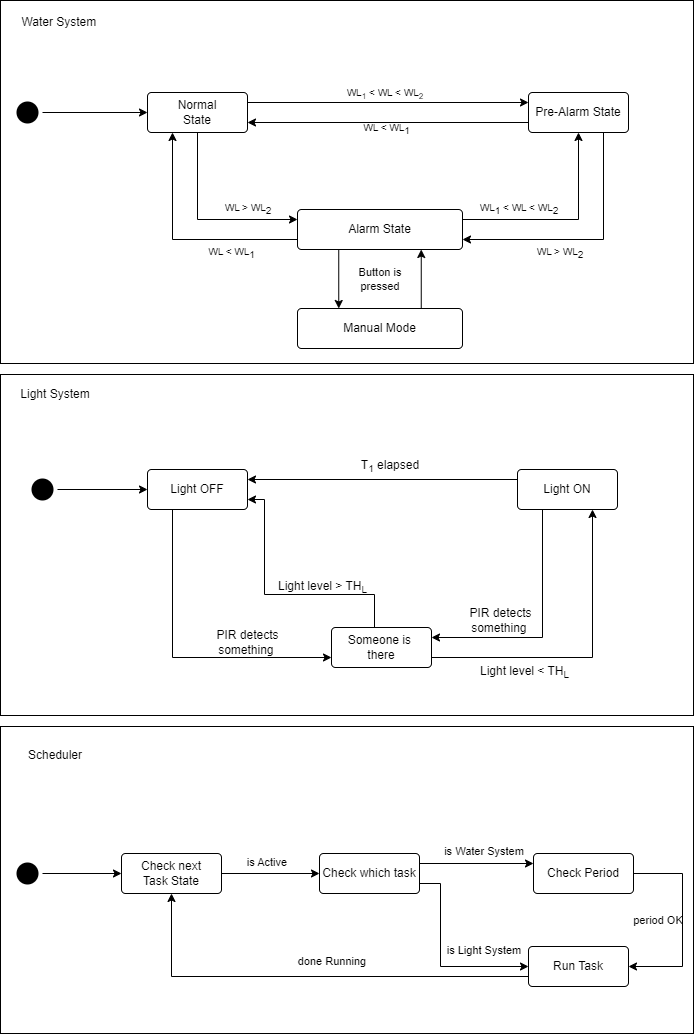 Water System
WL₁ < WL < WL₂
Normal
State
Pre-Alarm State
WL < WL₁
WL > WL₂
WL₁ < WL < WL₂
Alarm State
WL < WL₁
WL > WL₂
Button is
pressed
Manual Mode
Light System
T₁ elapsed
Light OFF
Light ON
Light level > TH_L
PIR detects
something
PIR detects
something
Someone is
there
Light level < TH_L
Scheduler
is Water System
is Active
Check next
Task State
Check which task
Check Period
period OK
is Light System
done Running
Run Task